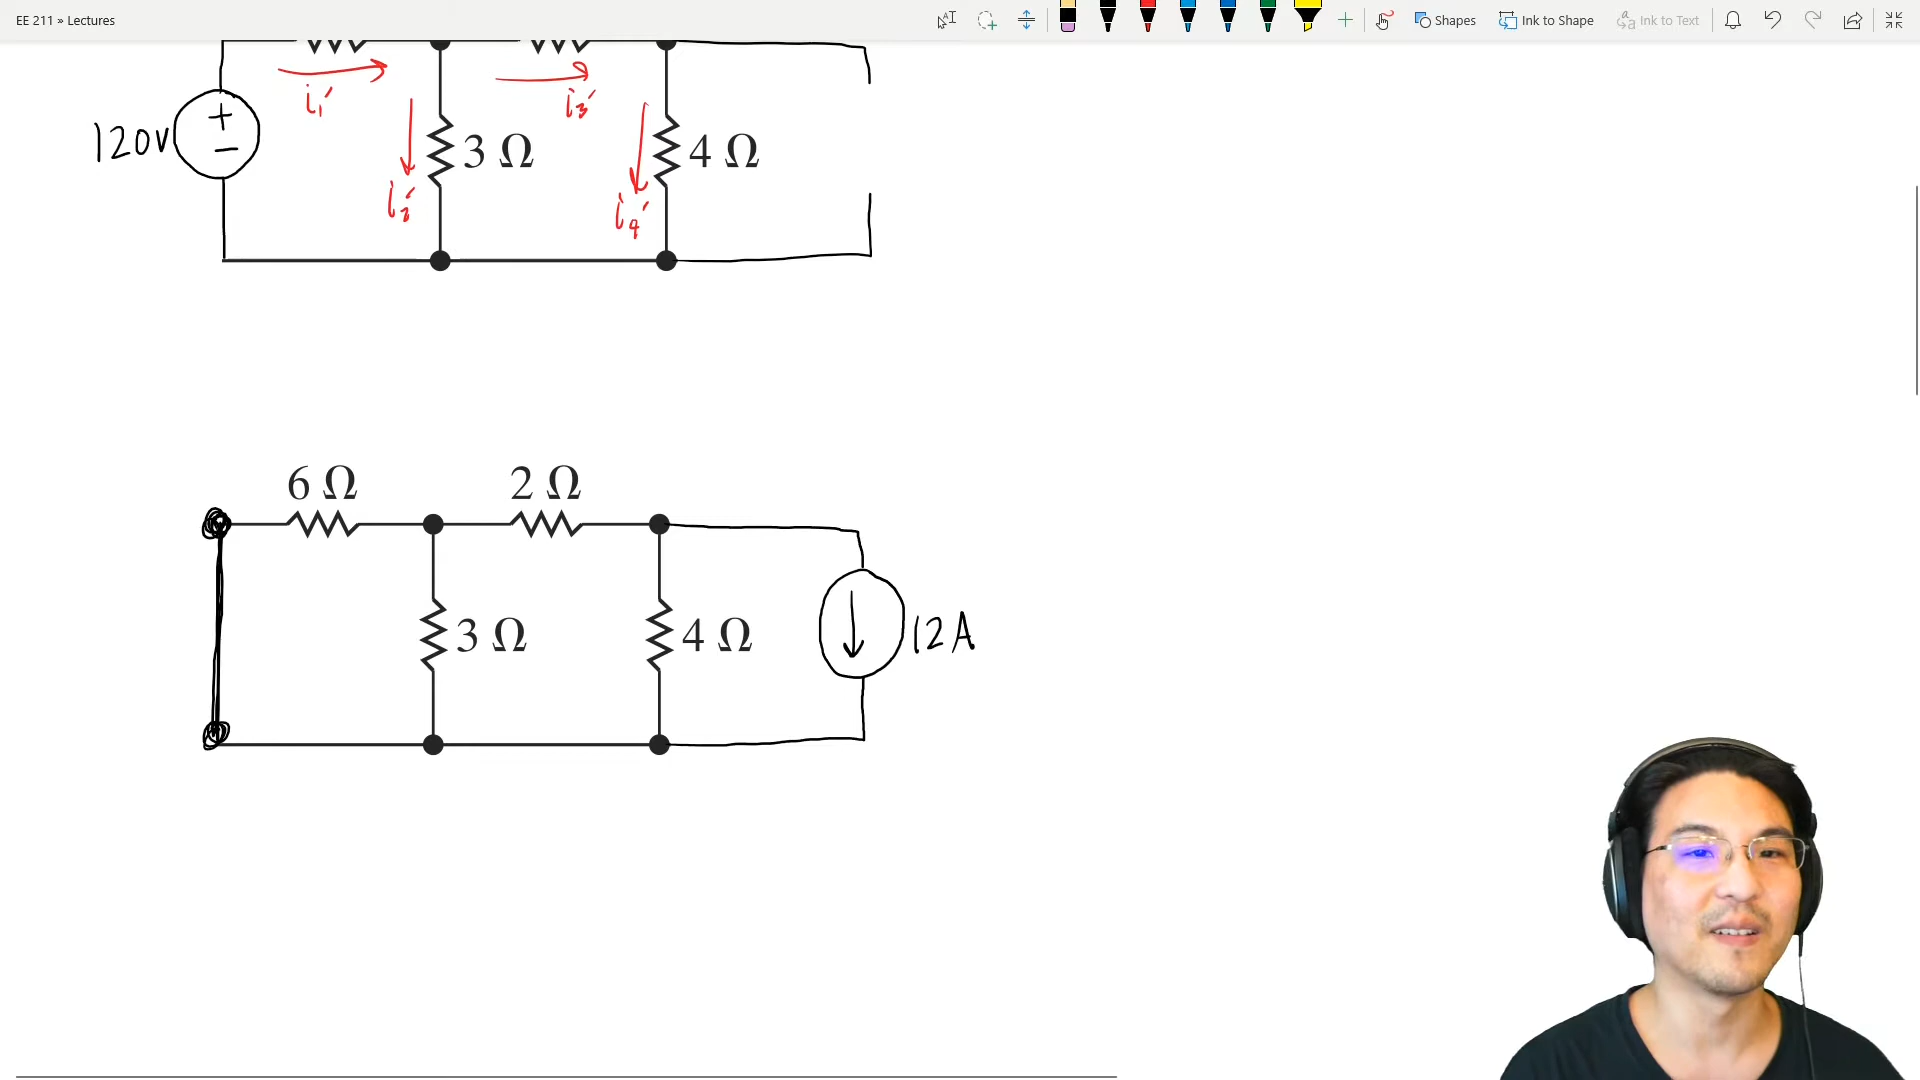 EE 211 » Lectures
Shapes
Ink to Shape
Ink to Text
i₁′
i₃′
120V
+
−
3 Ω
4 Ω
i₂′
i₄′
6 Ω
2 Ω
3 Ω
4 Ω
12A